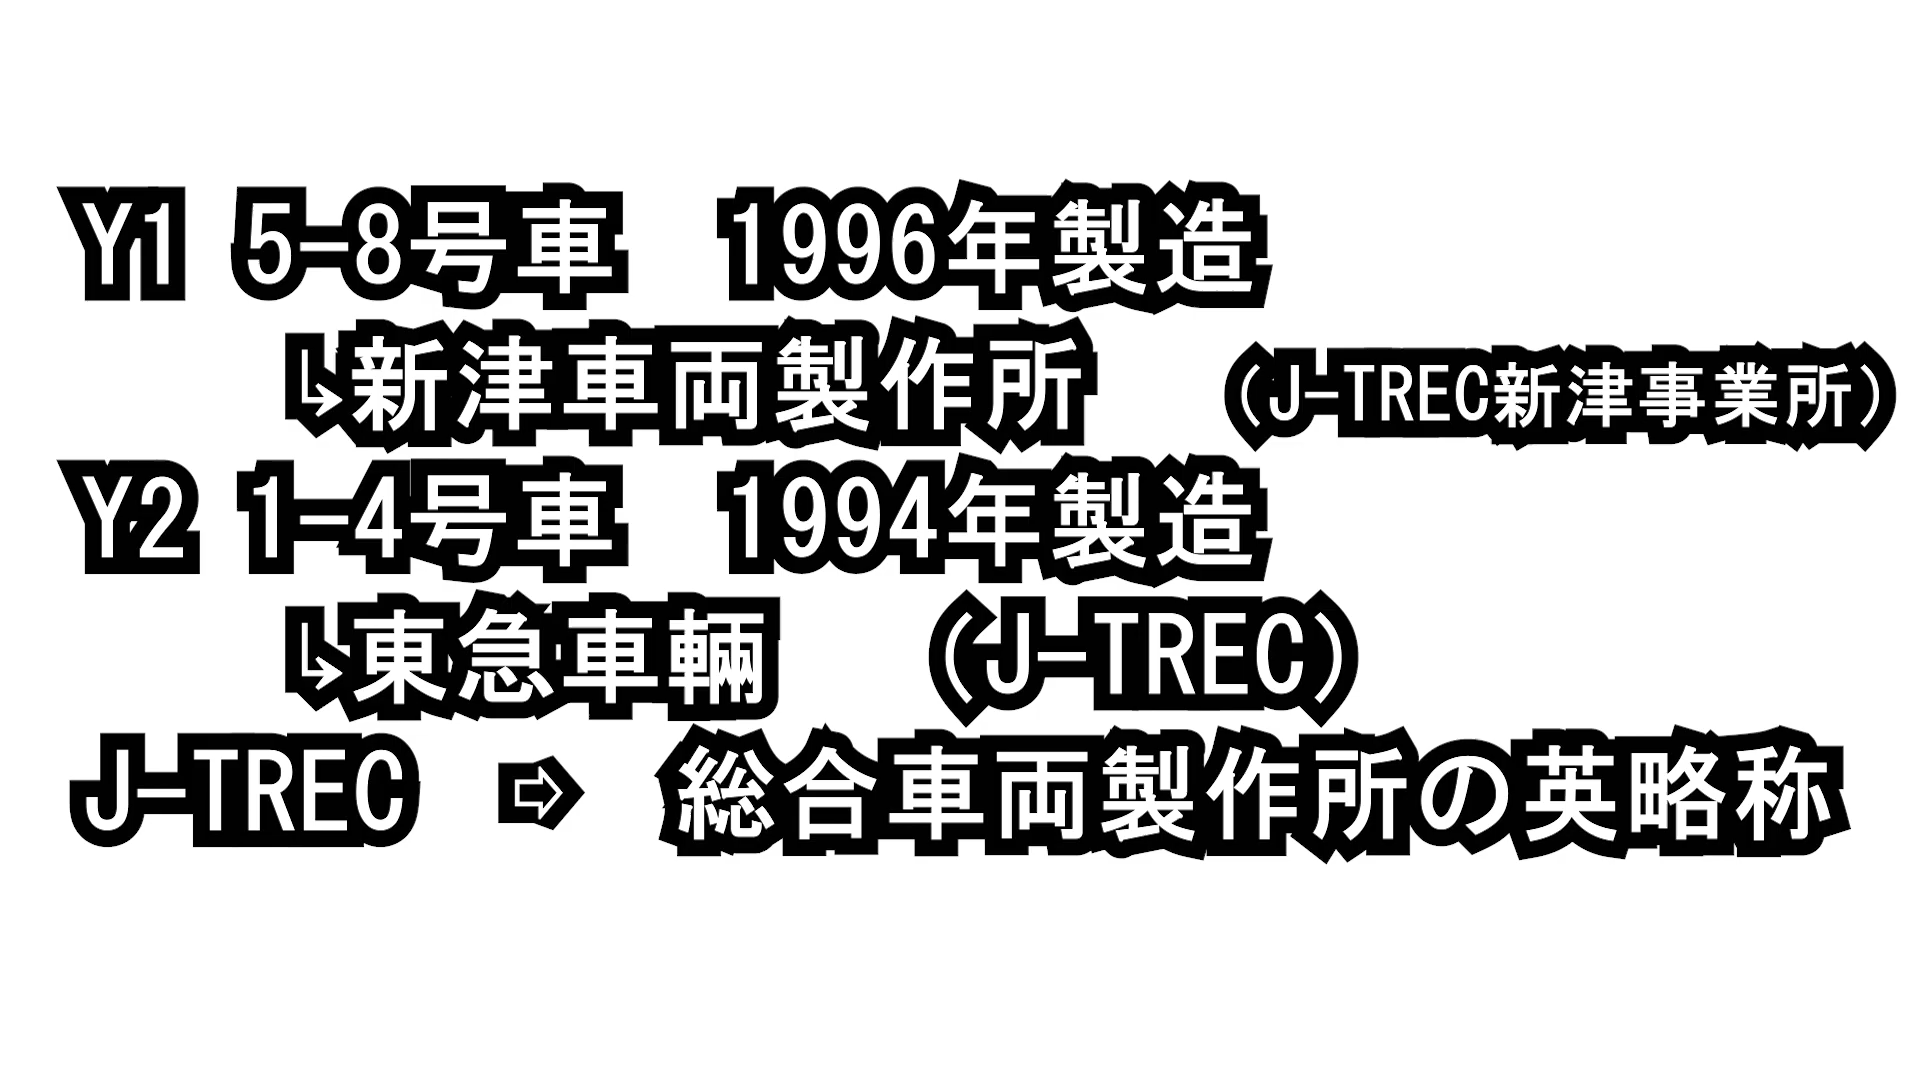 Y1 5-8号車　1996年製造
↳新津車両製作所　(J-TREC新津事業所)
Y2 1-4号車　1994年製造
↳東急車輛　(J-TREC)
J-TREC ⇨ 総合車両製作所の英略称